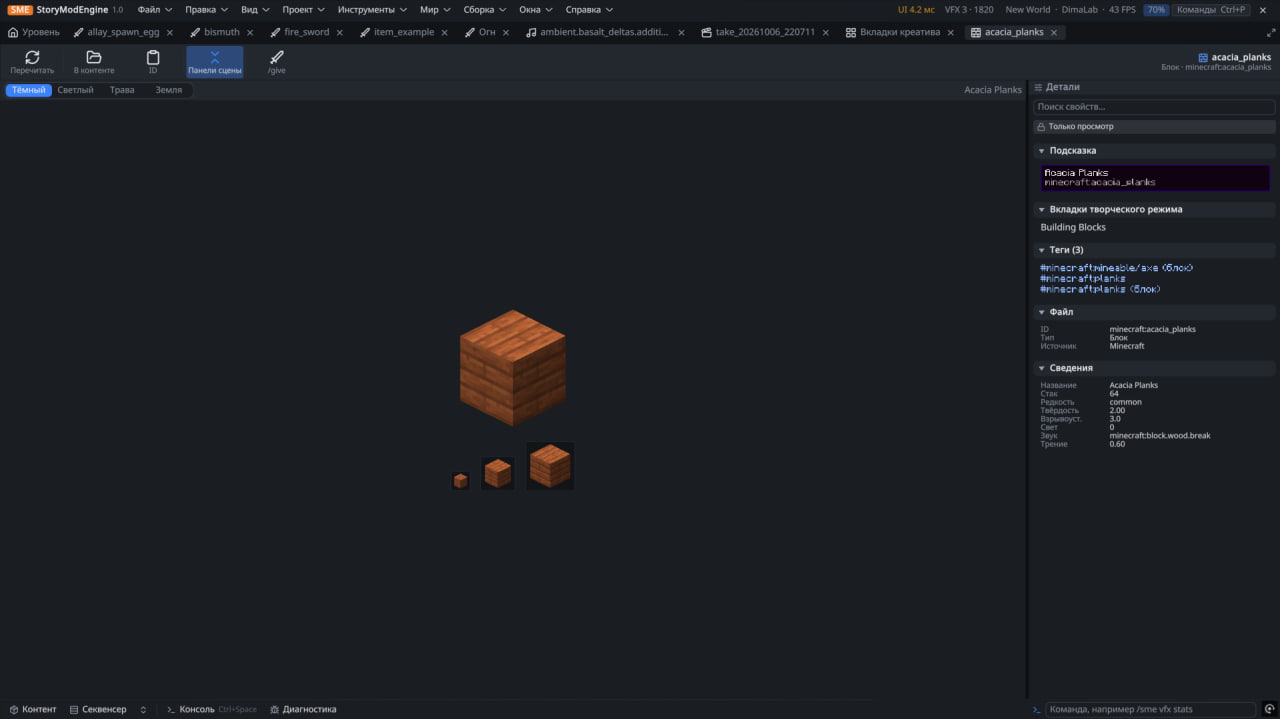 SME StoryModEngine 1.0 Файл Правка Вид Проект Инструменты Мир Сборка Окна Справка UI 4.2 мс VFX 3 · 1820 New World · DimaLab · 43 FPS 70% Команды Ctrl+P
Уровень allay_spawn_egg bismuth fire_sword item_example Огн ambient.basalt_deltas.additi... take_20261006_220711 Вкладки креатива acacia_planks
Перечитать В контенте ID Панели сцены /give
acacia_planks
Блок · minecraft:acacia_planks
Тёмный Светлый Трава Земля Acacia Planks
Детали
Поиск свойств...
Только просмотр
Подсказка
Acacia Planks
minecraft:acacia_planks
Вкладки творческого режима
Building Blocks
Теги (3)
#minecraft:mineable/axe (блок)
#minecraft:planks
#minecraft:planks (блок)
Файл
ID minecraft:acacia_planks
Тип Блок
Источник Minecraft
Сведения
Название Acacia Planks
Стак 64
Редкость common
Твёрдость 2.00
Взрывоуст. 3.0
Свет 0
Звук minecraft:block.wood.break
Трение 0.60
Контент Секвенсер Консоль Ctrl+Space Диагностика Команда, например /sme vfx stats